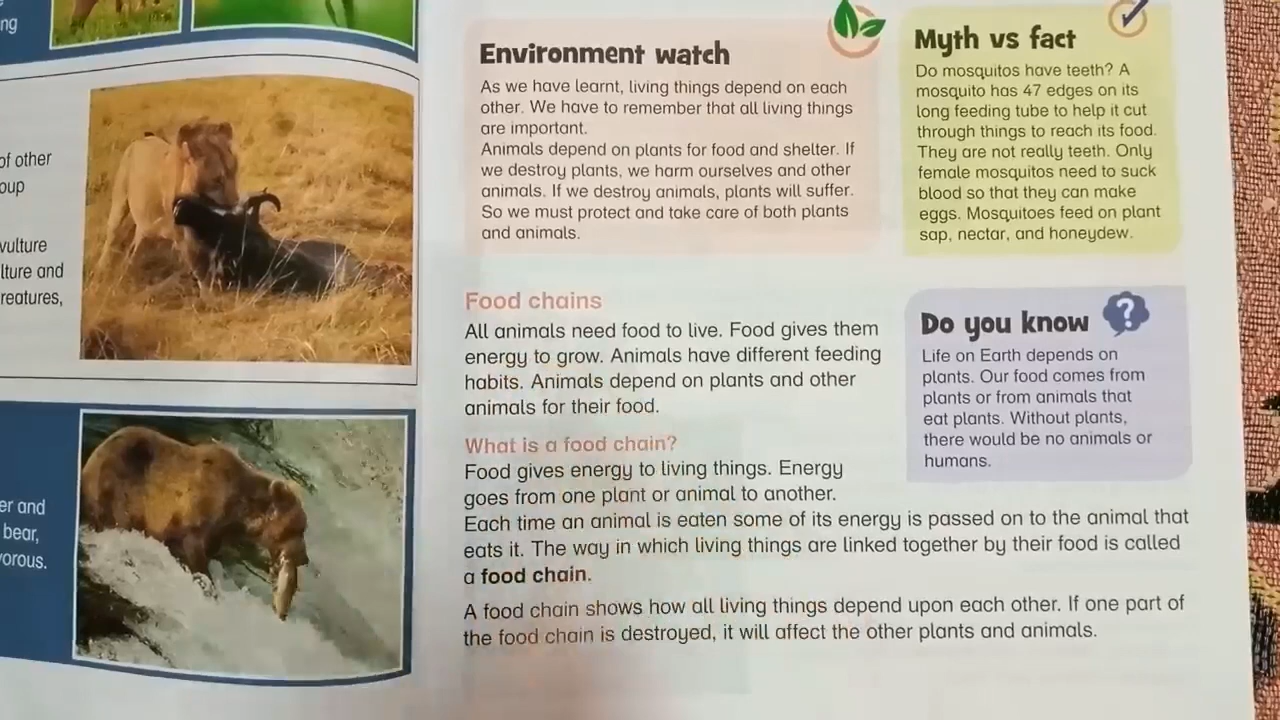 ng
of other
oup
vulture
lture and
reatures,
er and
bear,
vorous.
Environment watch
As we have learnt, living things depend on each
other. We have to remember that all living things
are important.
Animals depend on plants for food and shelter. If
we destroy plants, we harm ourselves and other
animals. If we destroy animals, plants will suffer.
So we must protect and take care of both plants
and animals.
Myth vs fact
Do mosquitos have teeth? A
mosquito has 47 edges on its
long feeding tube to help it cut
through things to reach its food.
They are not really teeth. Only
female mosquitos need to suck
blood so that they can make
eggs. Mosquitoes feed on plant
sap, nectar, and honeydew.
Food chains
All animals need food to live. Food gives them
energy to grow. Animals have different feeding
habits. Animals depend on plants and other
animals for their food.
?
Do you know
Life on Earth depends on
plants. Our food comes from
plants or from animals that
eat plants. Without plants,
there would be no animals or
humans.
What is a food chain?
Food gives energy to living things. Energy
goes from one plant or animal to another.
Each time an animal is eaten some of its energy is passed on to the animal that
eats it. The way in which living things are linked together by their food is called
a food chain.
A food chain shows how all living things depend upon each other. If one part of
the food chain is destroyed, it will affect the other plants and animals.